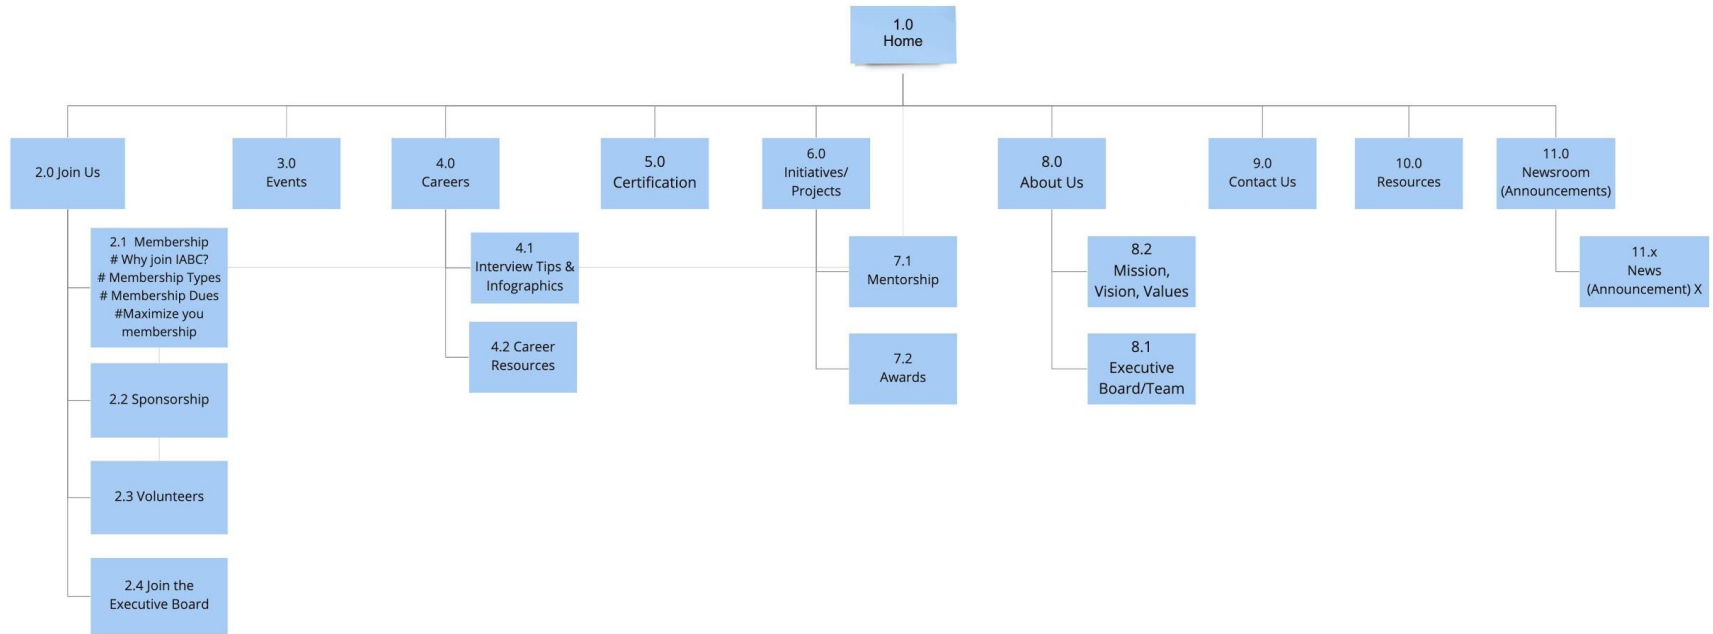 1.0
Home
2.0 Join Us
3.0
Events
4.0
Careers
5.0
Certification
6.0
Initiatives/
Projects
8.0
About Us
9.0
Contact Us
10.0
Resources
11.0
Newsroom
(Announcements)
2.1 Membership
# Why join IABC?
# Membership Types
# Membership Dues
#Maximize you
membership
2.2 Sponsorship
2.3 Volunteers
2.4 Join the
Executive Board
4.1
Interview Tips &
Infographics
4.2 Career
Resources
7.1
Mentorship
7.2
Awards
8.2
Mission,
Vision, Values
8.1
Executive
Board/Team
11.x
News
(Announcement) X